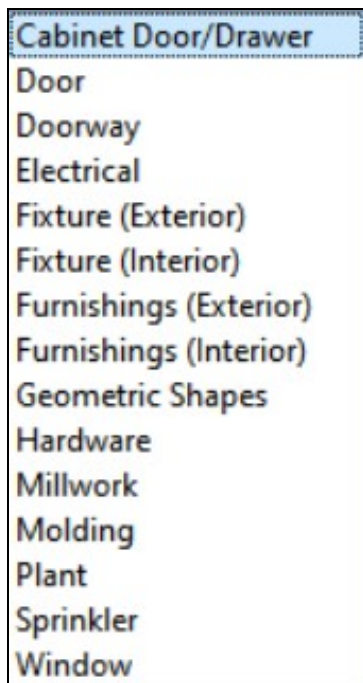 Cabinet Door/Drawer
Door
Doorway
Electrical
Fixture (Exterior)
Fixture (Interior)
Furnishings (Exterior)
Furnishings (Interior)
Geometric Shapes
Hardware
Millwork
Molding
Plant
Sprinkler
Window